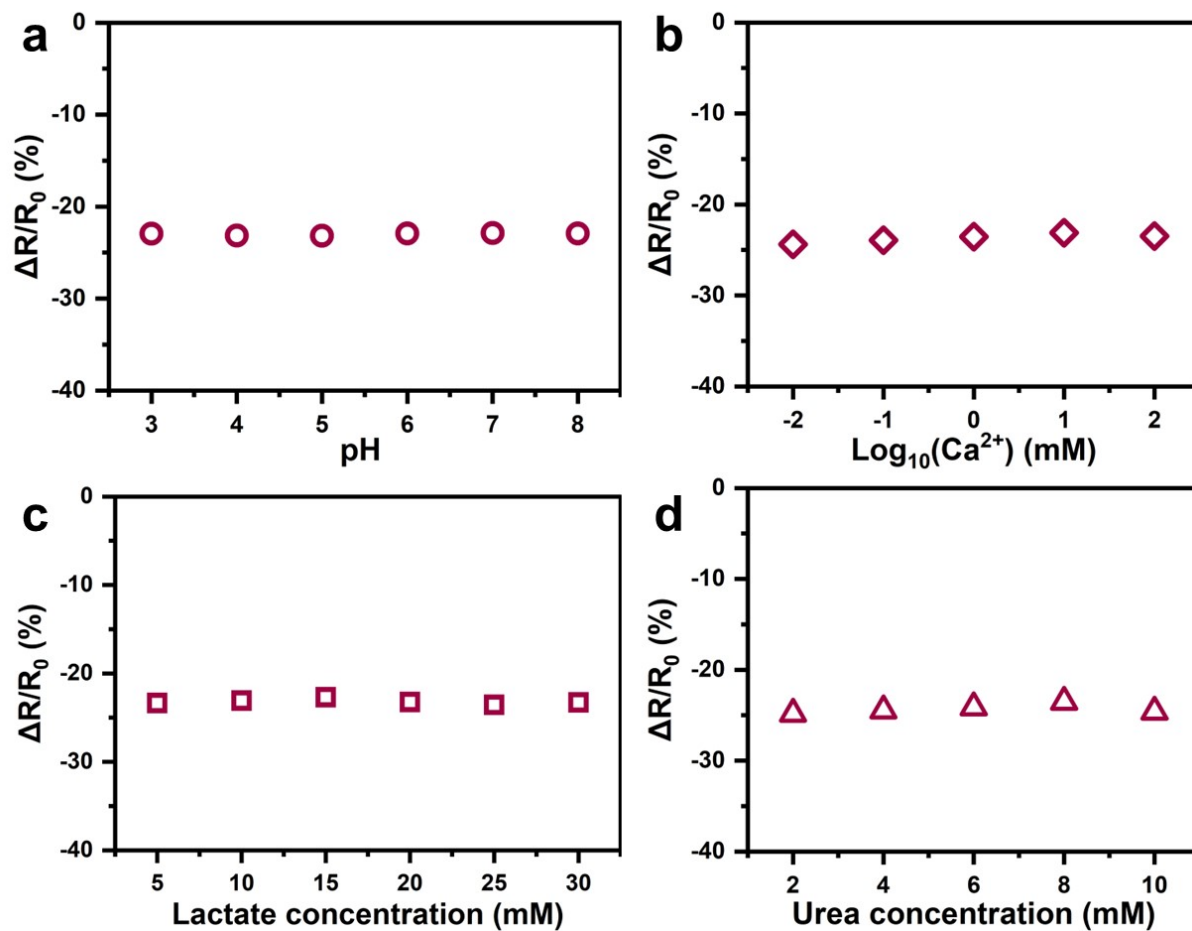 a
0
-10
-20
-30
-40
ΔR/R₀ (%)
3 4 5 6 7 8
pH
b
0
-10
-20
-30
-40
ΔR/R₀ (%)
-2 -1 0 1 2
Log₁₀(Ca²⁺) (mM)
c
0
-10
-20
-30
-40
ΔR/R₀ (%)
5 10 15 20 25 30
Lactate concentration (mM)
d
0
-10
-20
-30
-40
ΔR/R₀ (%)
2 4 6 8 10
Urea concentration (mM)